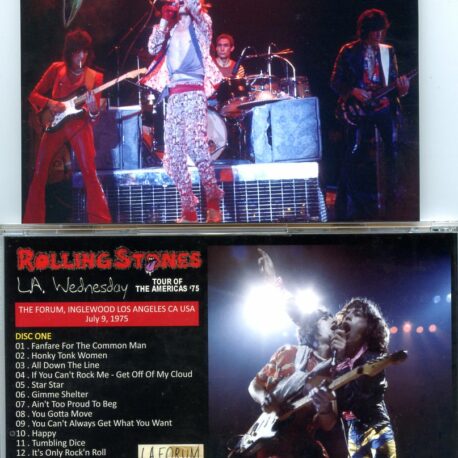 ROLLING STONES
L.A. Wednesday
TOUR OF
THE AMERICAS '75
THE FORUM, INGLEWOOD LOS ANGELES CA USA
July 9, 1975
DISC ONE
01 . Fanfare For The Common Man
02 . Honky Tonk Women
03 . All Down The Line
04 . If You Can't Rock Me - Get Off Of My Cloud
05 . Star Star
06 . Gimme Shelter
07 . Ain't Too Proud To Beg
08 . You Gotta Move
09 . You Can't Always Get What You Want
10 . Happy
11 . Tumbling Dice
12 . It's Only Rock'n Roll
LA FORUM